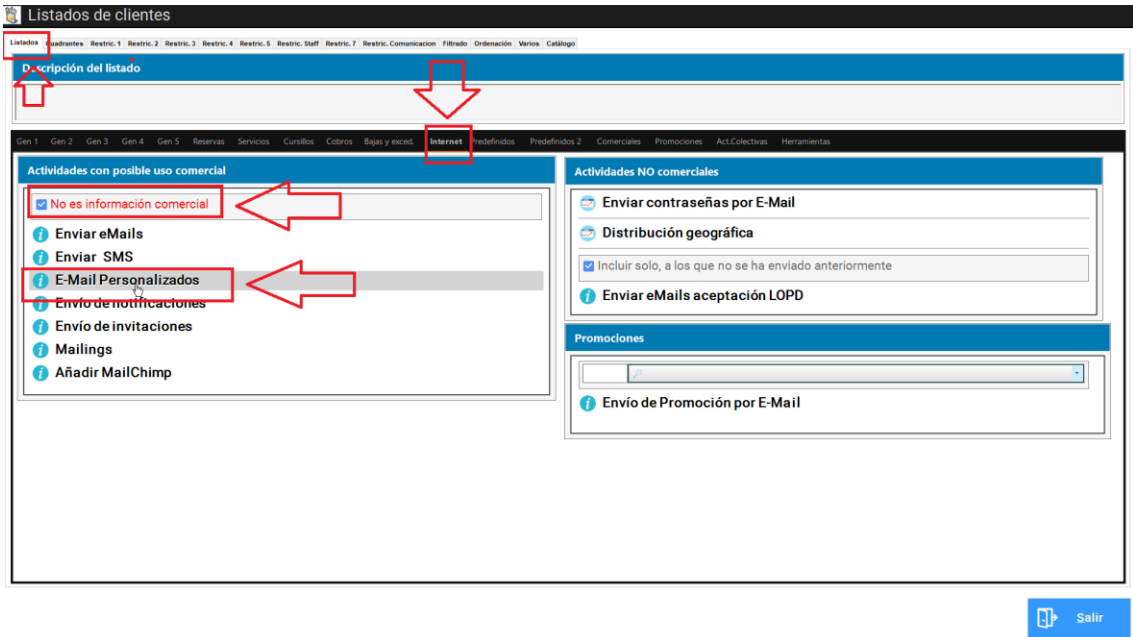 Listados de clientes
Listados Cuadrantes Restric. 1 Restric. 2 Restric. 3 Restric. 4 Restric. 5 Restric. Staff Restric. 7 Restric. Comunicacion Filtrado Ordenación Varios Catálogo
Descripción del listado
Gen 1 Gen 2 Gen 3 Gen 4 Gen 5 Reservas Servicios Cursillos Cobros Bajas y exced. Internet Predefinidos Predefinidos 2 Comerciales Promociones Act.Colectivas Herramientas
Actividades con posible uso comercial
No es información comercial
Enviar eMails
Enviar SMS
E-Mail Personalizados
Envío de notificaciones
Envío de invitaciones
Mailings
Añadir MailChimp
Actividades NO comerciales
Enviar contraseñas por E-Mail
Distribución geográfica
Incluir solo, a los que no se ha enviado anteriormente
Enviar eMails aceptación LOPD
Promociones
Envío de Promoción por E-Mail
Salir